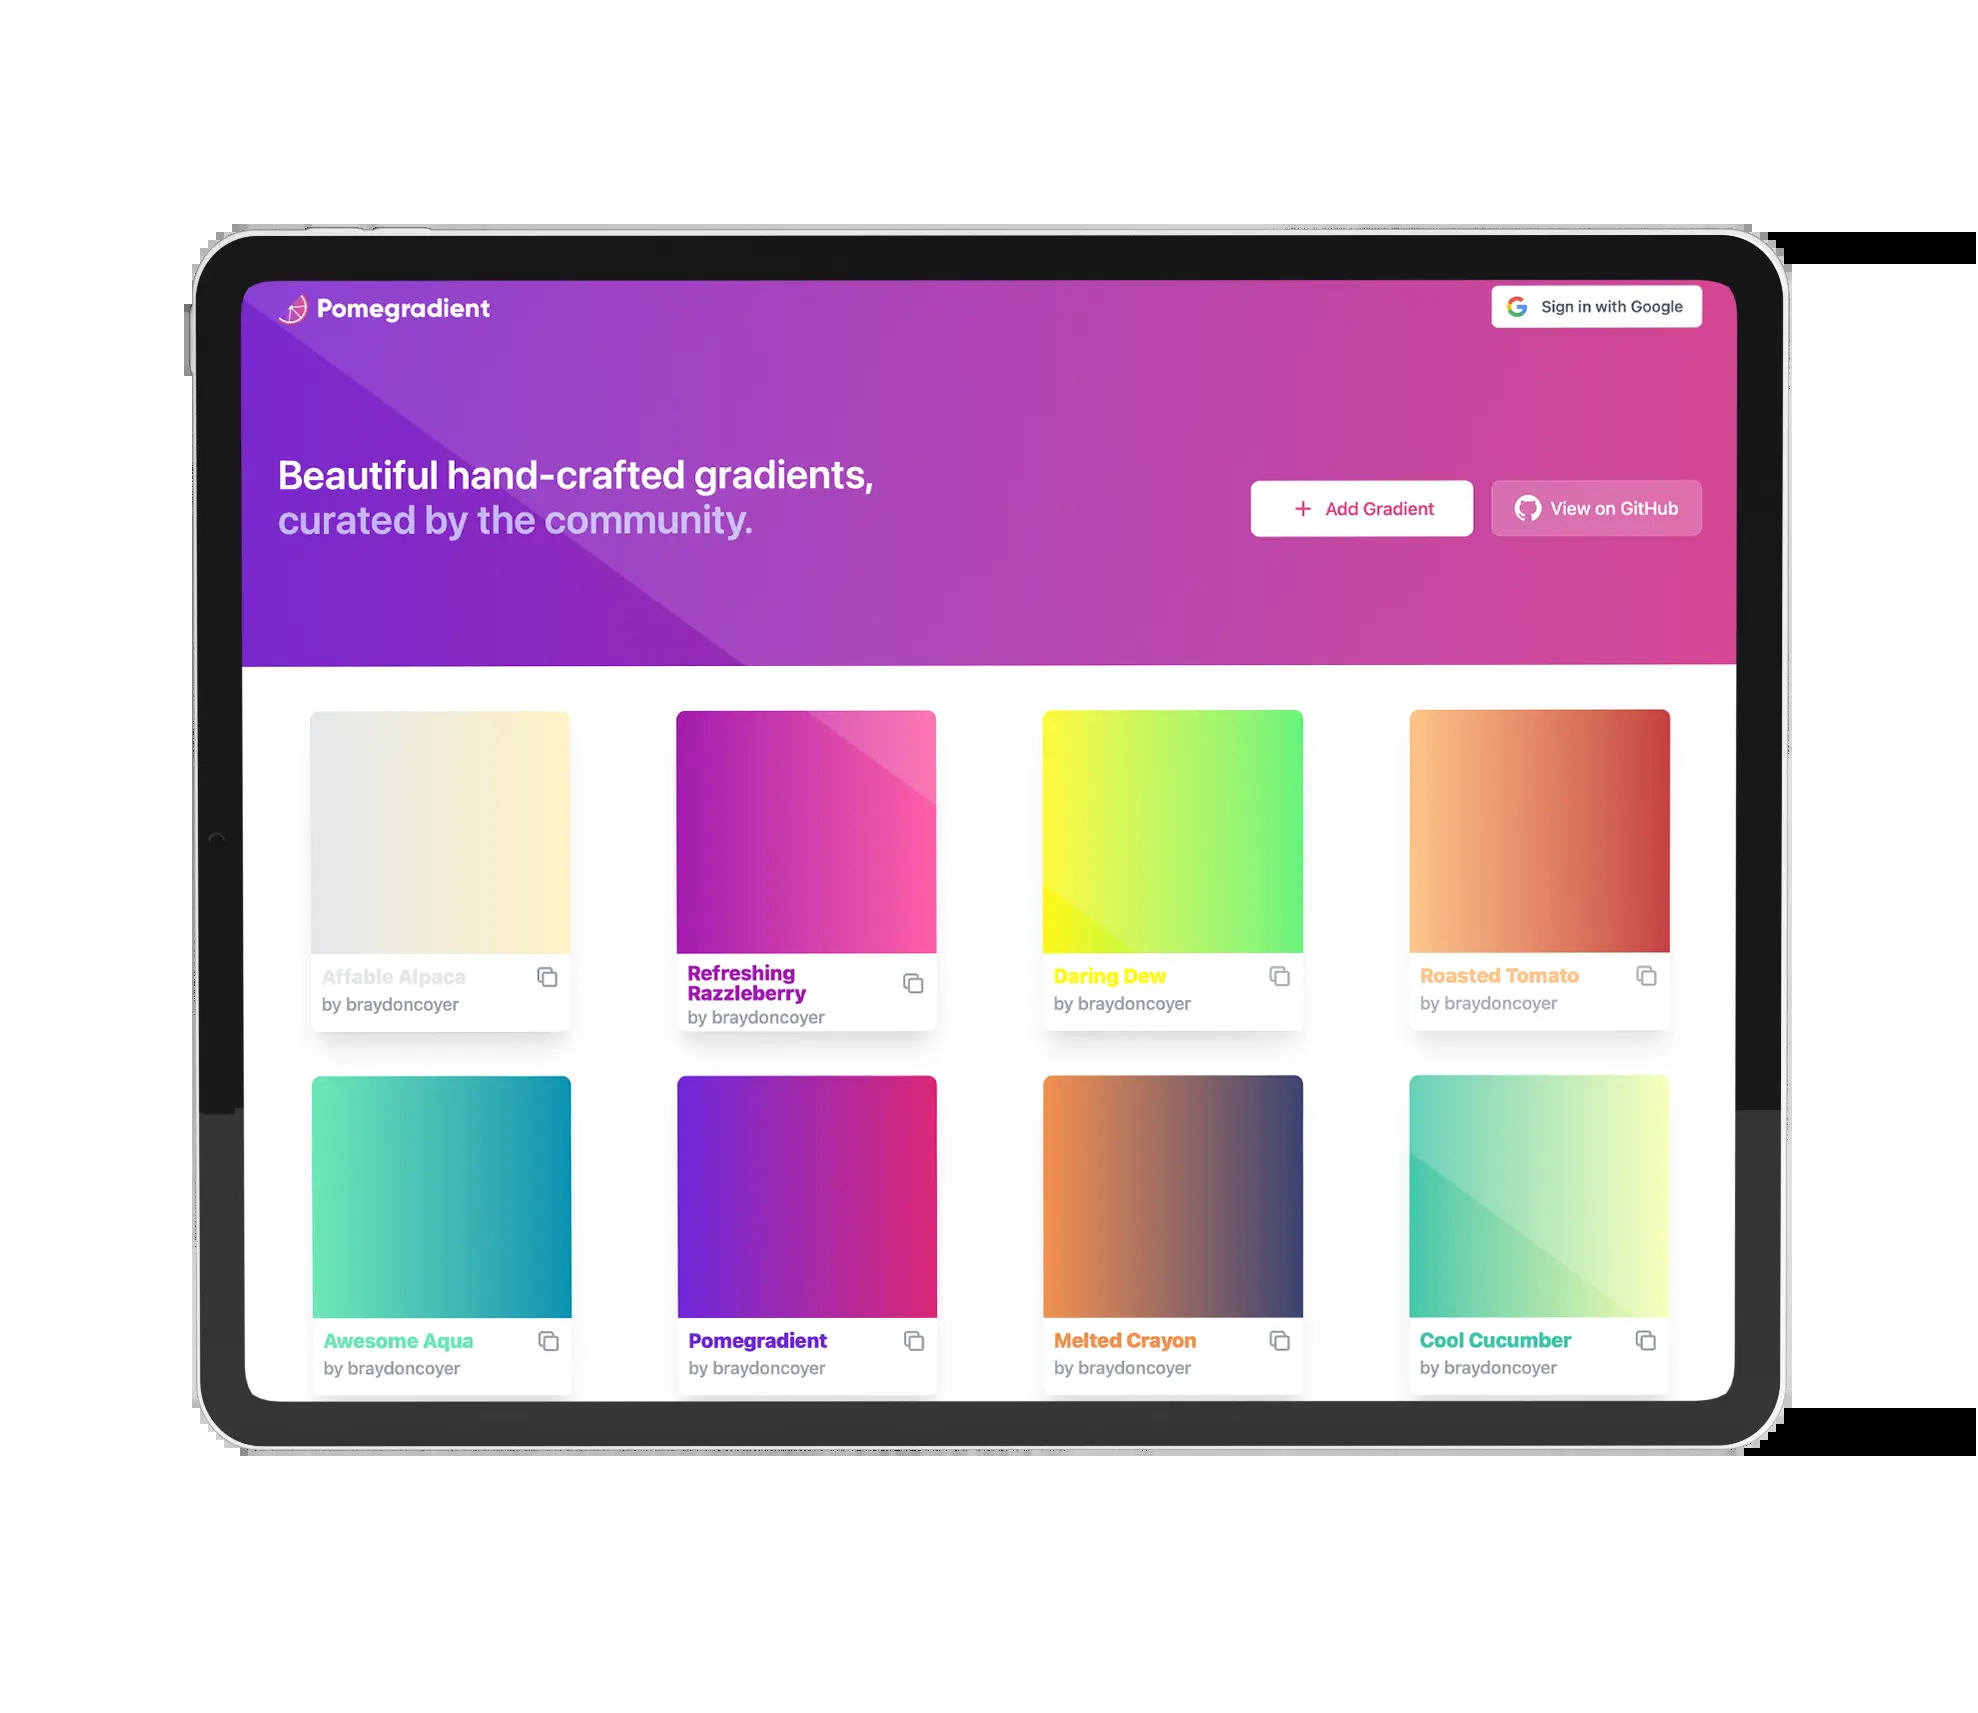 Pomegradient
Sign in with Google
Beautiful hand-crafted gradients,
curated by the community.
+ Add Gradient
View on GitHub
Affable Alpaca
by braydoncoyer
Refreshing
Razzleberry
by braydoncoyer
Daring Dew
by braydoncoyer
Roasted Tomato
by braydoncoyer
Awesome Aqua
by braydoncoyer
Pomegradient
by braydoncoyer
Melted Crayon
by braydoncoyer
Cool Cucumber
by braydoncoyer